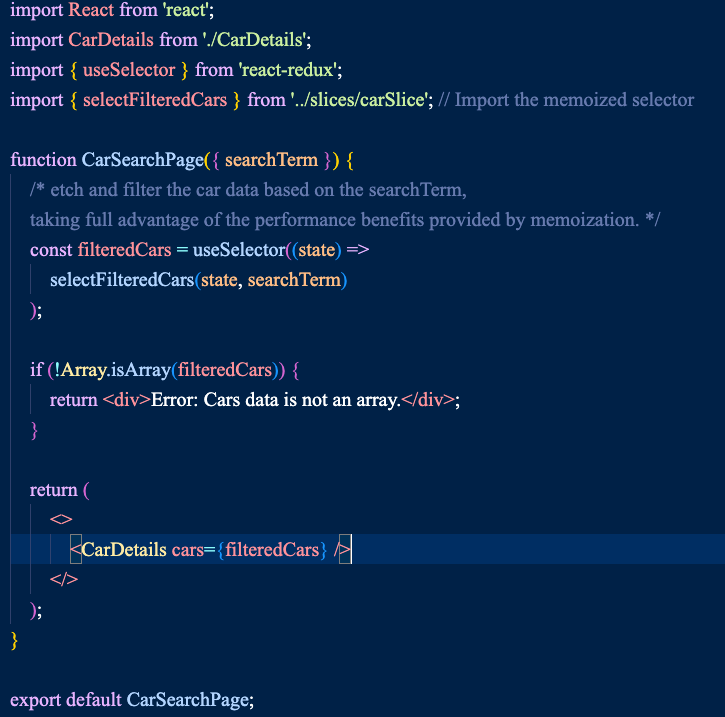 import React from 'react';
import CarDetails from './CarDetails';
import { useSelector } from 'react-redux';
import { selectFilteredCars } from '../slices/carSlice'; // Import the memoized selector

function CarSearchPage({ searchTerm }) {
    /* etch and filter the car data based on the searchTerm,
    taking full advantage of the performance benefits provided by memoization. */
    const filteredCars = useSelector((state) =>
        selectFilteredCars(state, searchTerm)
    );

    if (!Array.isArray(filteredCars)) {
        return <div>Error: Cars data is not an array.</div>;
    }

    return (
        <>
            <CarDetails cars={filteredCars} />
        </>
    );
}

export default CarSearchPage;